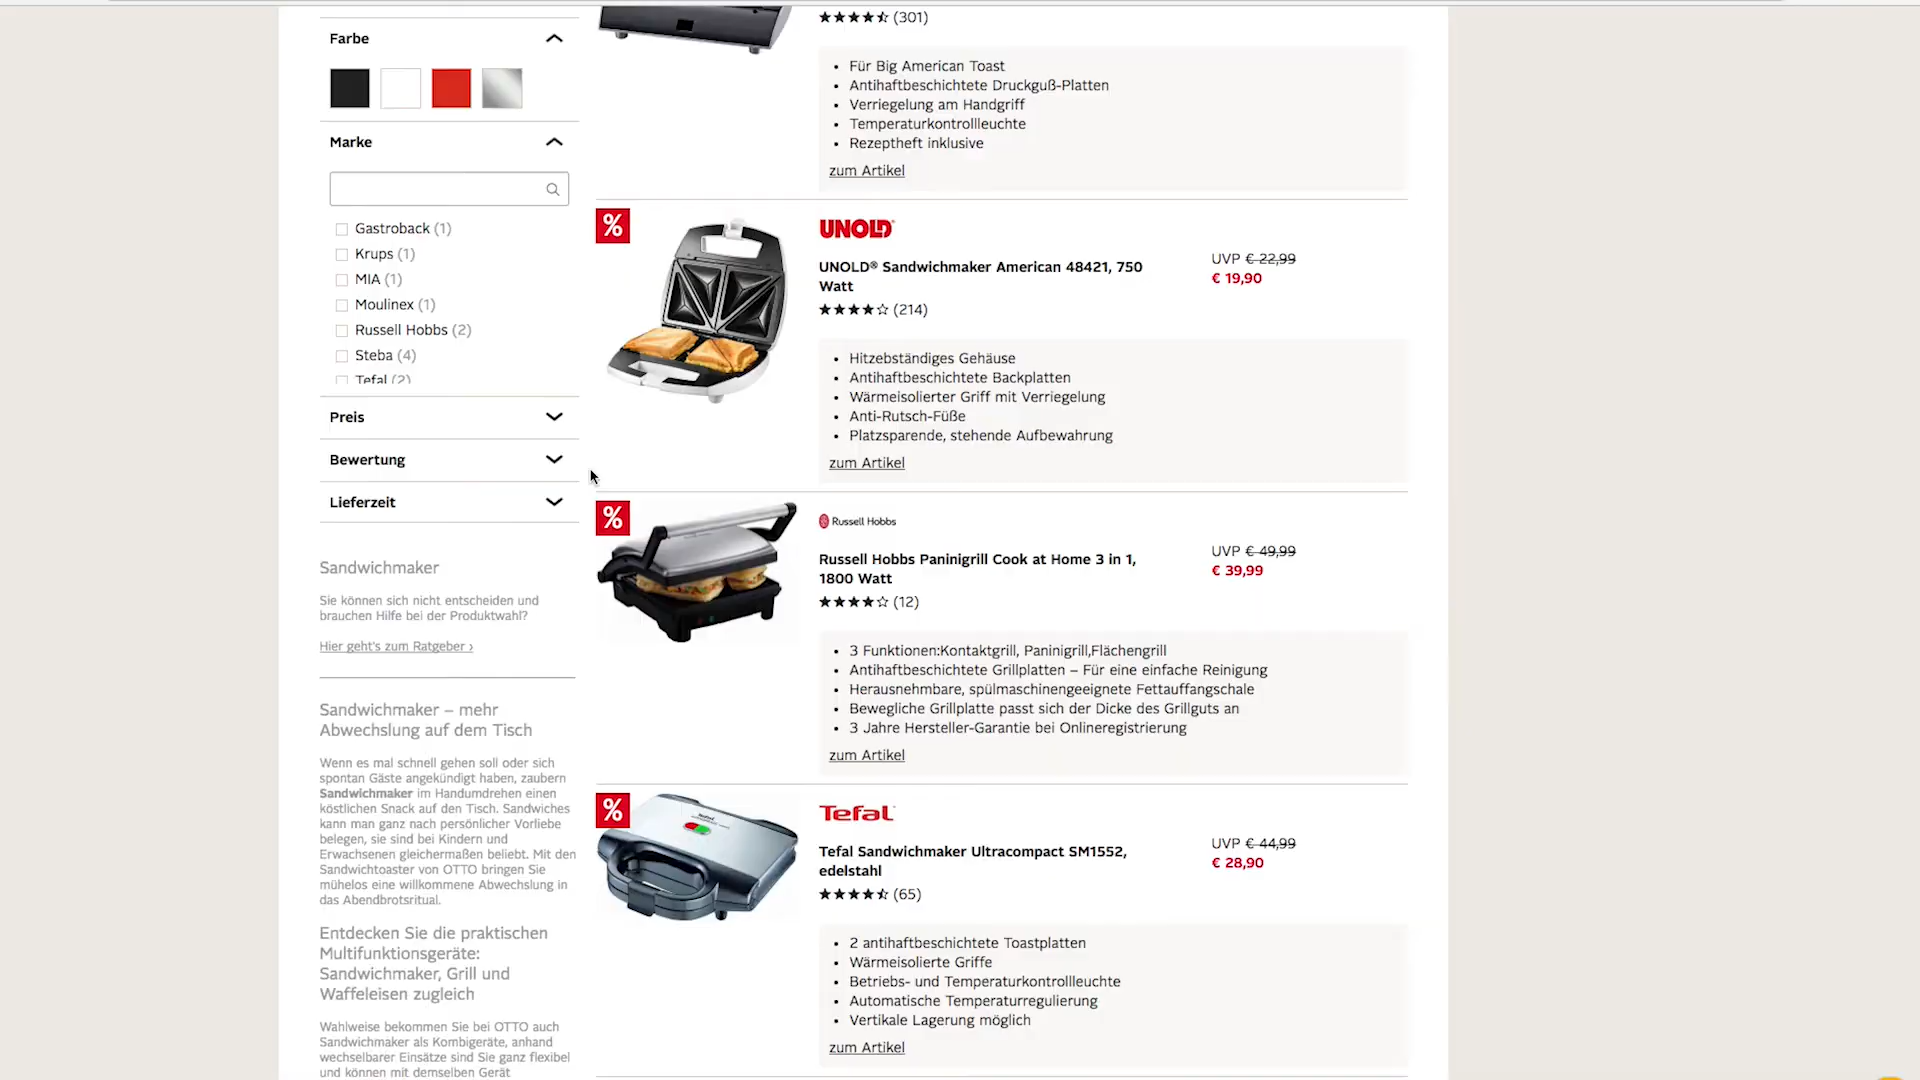 Farbe
Marke
Gastroback (1)
Krups (1)
MIA (1)
Moulinex (1)
Russell Hobbs (2)
Steba (4)
Tefal (2)
Preis
Bewertung
Lieferzeit
Sandwichmaker
Sie können sich nicht entscheiden und
brauchen Hilfe bei der Produktwahl?
Hier geht's zum Ratgeber ›
Sandwichmaker – mehr
Abwechslung auf dem Tisch
Wenn es mal schnell gehen soll oder sich
spontan Gäste angekündigt haben, zaubern
Sandwichmaker im Handumdrehen einen
köstlichen Snack auf den Tisch. Sandwiches
kann man ganz nach persönlicher Vorliebe
belegen, sie sind bei Kindern und
Erwachsenen gleichermaßen beliebt. Mit den
Sandwichtoaster von OTTO bringen Sie
mühelos eine willkommene Abwechslung in
das Abendbrotsritual.
Entdecken Sie die praktischen
Multifunktionsgeräte:
Sandwichmaker, Grill und
Waffeleisen zugleich
Wahlweise bekommen Sie bei OTTO auch
Sandwichmaker als Kombigeräte, anhand
wechselbarer Einsätze sind Sie ganz flexibel
und können mit demselben Gerät
★★★★ (301)
• Für Big American Toast
• Antihaftbeschichtete Druckguß-Platten
• Verriegelung am Handgriff
• Temperaturkontrollleuchte
• Rezeptheft inklusive
zum Artikel
%
UNOLD®
UNOLD® Sandwichmaker American 48421, 750
Watt
★★★★☆ (214)
UVP € 22,99
€ 19,90
• Hitzebständiges Gehäuse
• Antihaftbeschichtete Backplatten
• Wärmeisolierter Griff mit Verriegelung
• Anti-Rutsch-Füße
• Platzsparende, stehende Aufbewahrung
zum Artikel
%
Russell Hobbs
Russell Hobbs Paninigrill Cook at Home 3 in 1,
1800 Watt
★★★★☆ (12)
UVP € 49,99
€ 39,99
• 3 Funktionen:Kontaktgrill, Paninigrill,Flächengrill
• Antihaftbeschichtete Grillplatten – Für eine einfache Reinigung
• Herausnehmbare, spülmaschinengeeignete Fettauffangschale
• Bewegliche Grillplatte passt sich der Dicke des Grillguts an
• 3 Jahre Hersteller-Garantie bei Onlineregistrierung
zum Artikel
%
Tefal
Tefal Sandwichmaker Ultracompact SM1552,
edelstahl
★★★★ (65)
UVP € 44,99
€ 28,90
• 2 antihaftbeschichtete Toastplatten
• Wärmeisolierte Griffe
• Betriebs- und Temperaturkontrollleuchte
• Automatische Temperaturregulierung
• Vertikale Lagerung möglich
zum Artikel